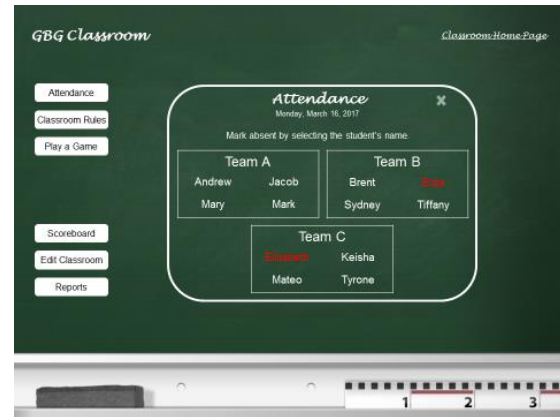 GBG Classroom
Classroom Home Page
Attendance
Classroom Rules
Play a Game
Scoreboard
Edit Classroom
Reports
Attendance
Monday, March 16, 2017
Mark absent by selecting the student's name.
Team A
Andrew Jacob
Mary Mark
Team B
Brent
Sydney Tiffany
Team C
Elizabeth Keisha
Mateo Tyrone
1 2 3